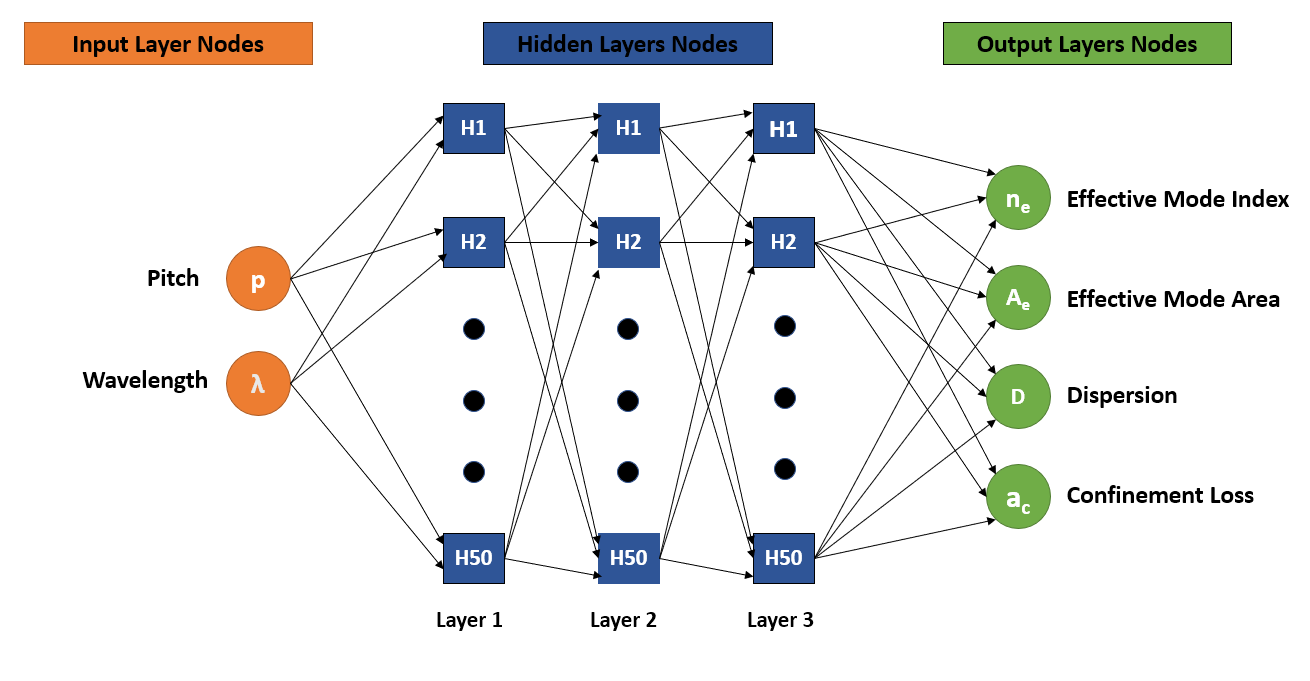 Input Layer Nodes
Hidden Layers Nodes
Output Layers Nodes
H1 H1 H1
n_e Effective Mode Index
H2 H2 H2
Pitch p
A_e Effective Mode Area
Wavelength λ
D Dispersion
a_c Confinement Loss
H50 H50 H50
Layer 1 Layer 2 Layer 3